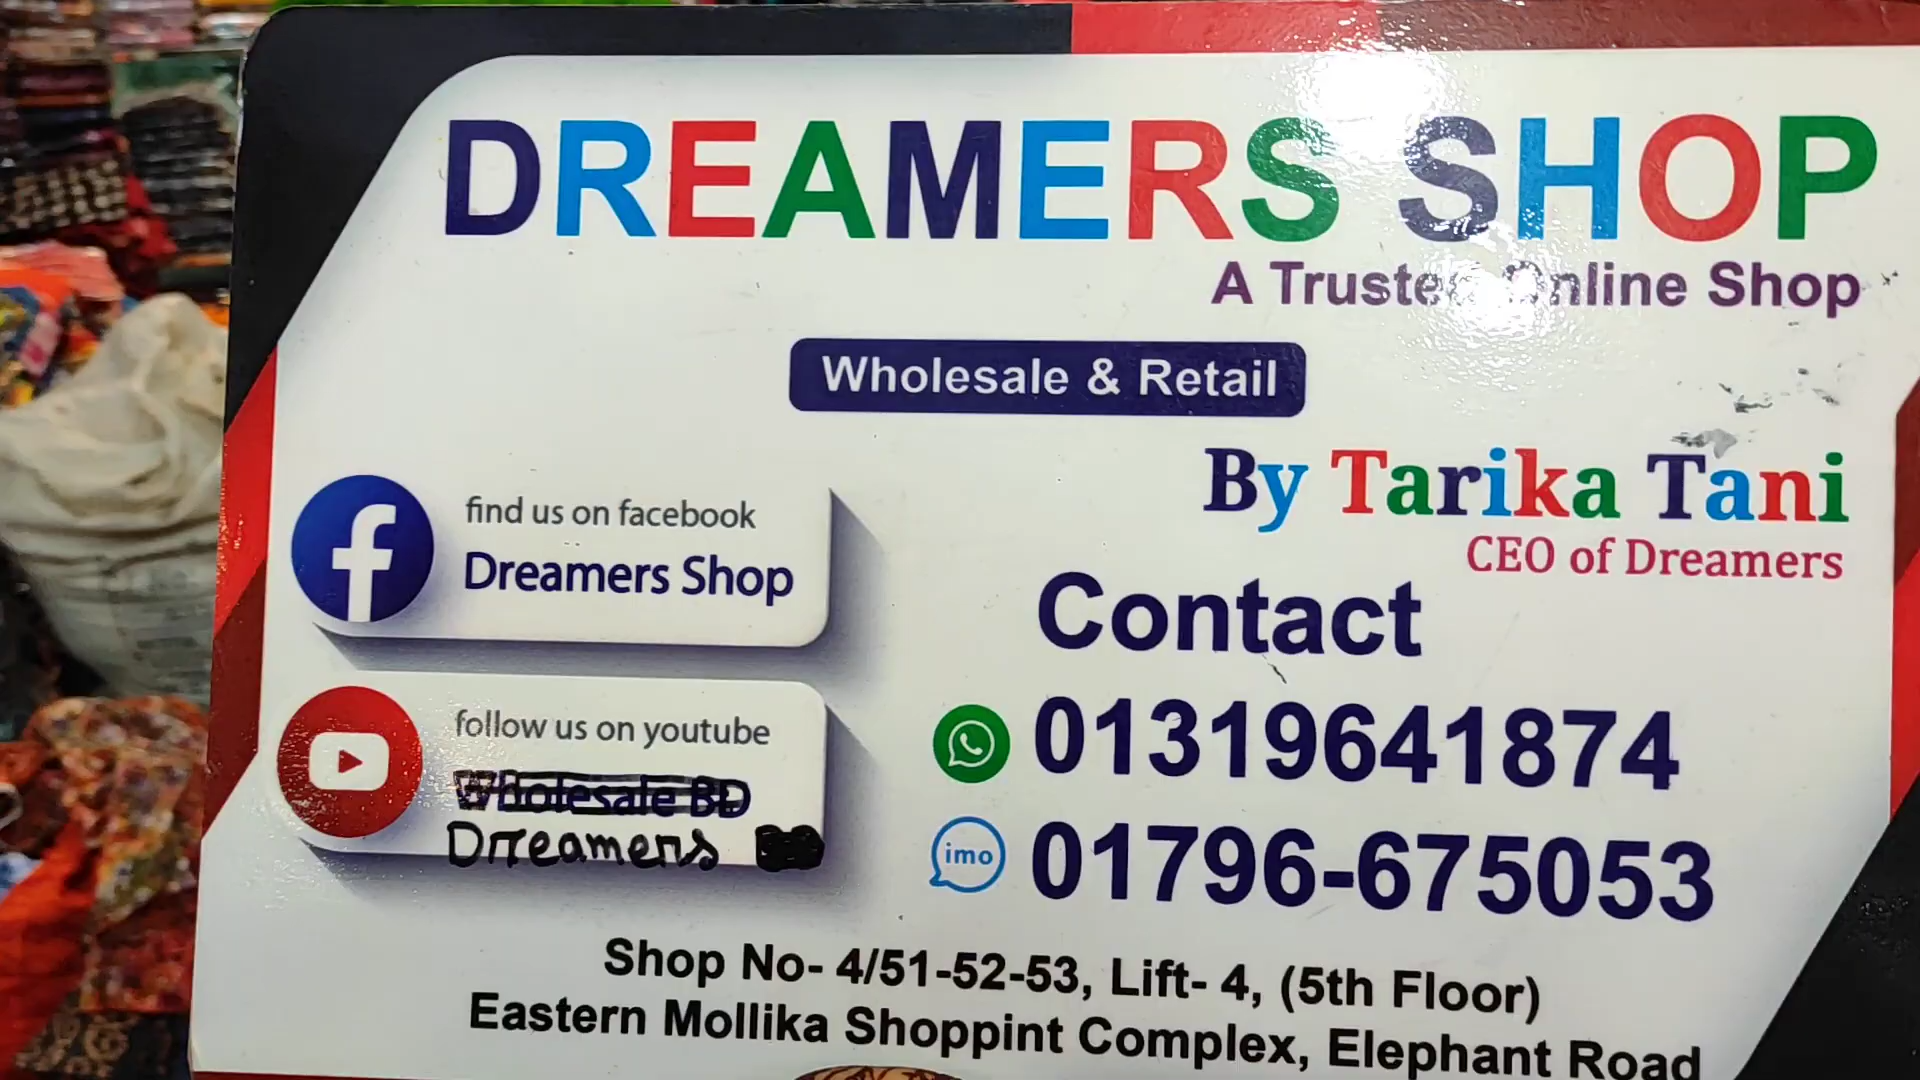 DREAMERS SHOP
A Trusted Online Shop
Wholesale & Retail
By Tarika Tani
CEO of Dreamers
find us on facebook
Dreamers Shop
follow us on youtube
Wholesale BD
Dreamers
Contact
01319641874
imo 01796-675053
Shop No- 4/51-52-53, Lift- 4, (5th Floor)
Eastern Mollika Shoppint Complex, Elephant Road